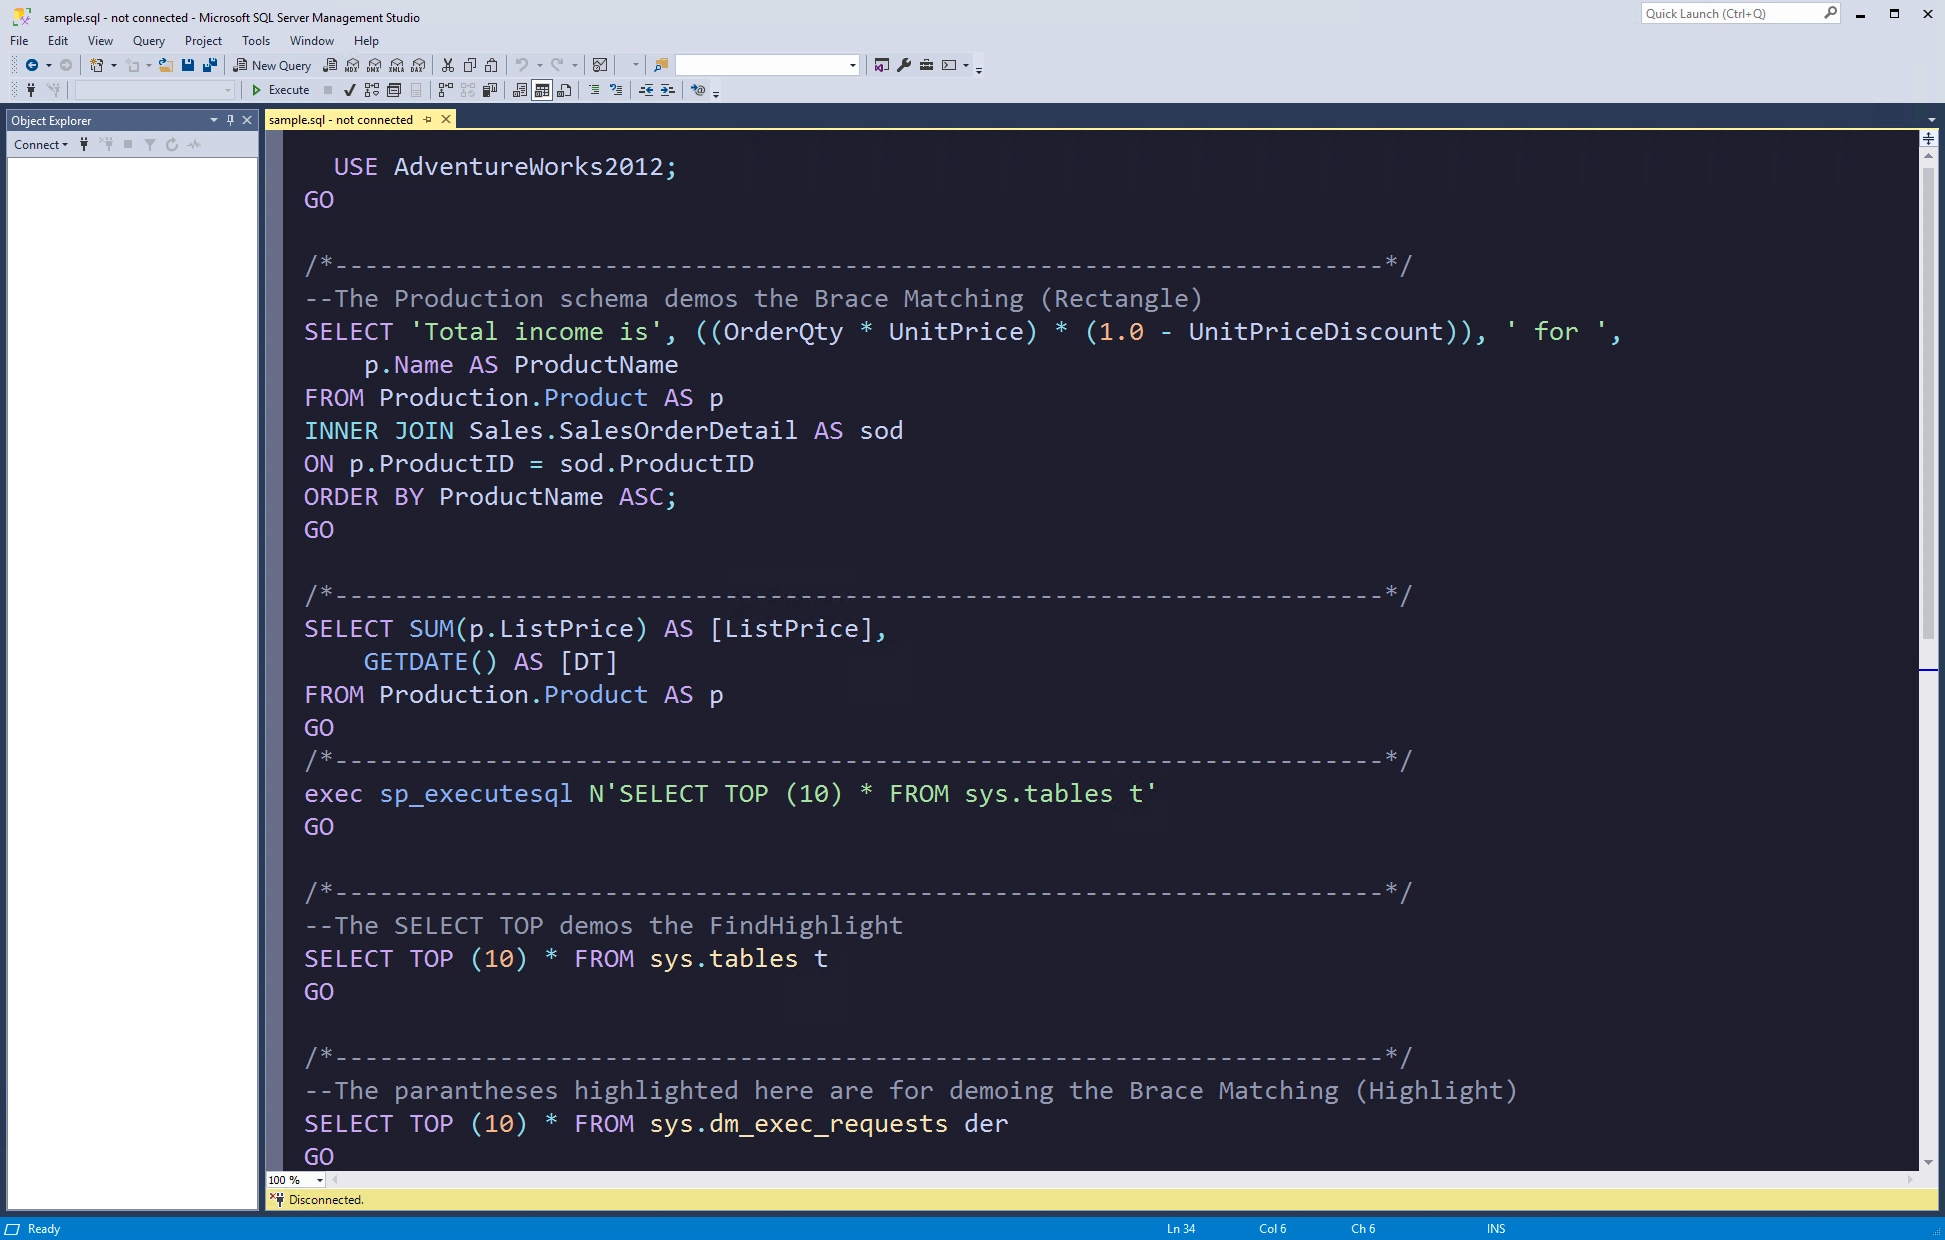 sample.sql - not connected - Microsoft SQL Server Management Studio
Quick Launch (Ctrl+Q)
File Edit View Query Project Tools Window Help
New Query MDX DMX XMLA DAX
Execute
Object Explorer
sample.sql - not connected
Connect
USE AdventureWorks2012;
GO
/*----------------------------------------------------------------------*/
--The Production schema demos the Brace Matching (Rectangle)
SELECT 'Total income is', ((OrderQty * UnitPrice) * (1.0 - UnitPriceDiscount)), ' for ',
p.Name AS ProductName
FROM Production.Product AS p
INNER JOIN Sales.SalesOrderDetail AS sod
ON p.ProductID = sod.ProductID
ORDER BY ProductName ASC;
GO
/*----------------------------------------------------------------------*/
SELECT SUM(p.ListPrice) AS [ListPrice],
GETDATE() AS [DT]
FROM Production.Product AS p
GO
/*----------------------------------------------------------------------*/
exec sp_executesql N'SELECT TOP (10) * FROM sys.tables t'
GO
/*----------------------------------------------------------------------*/
--The SELECT TOP demos the FindHighlight
SELECT TOP (10) * FROM sys.tables t
GO
/*----------------------------------------------------------------------*/
--The parantheses highlighted here are for demoing the Brace Matching (Highlight)
SELECT TOP (10) * FROM sys.dm_exec_requests der
GO
100 %
Disconnected.
Ready Ln 34 Col 6 Ch 6 INS